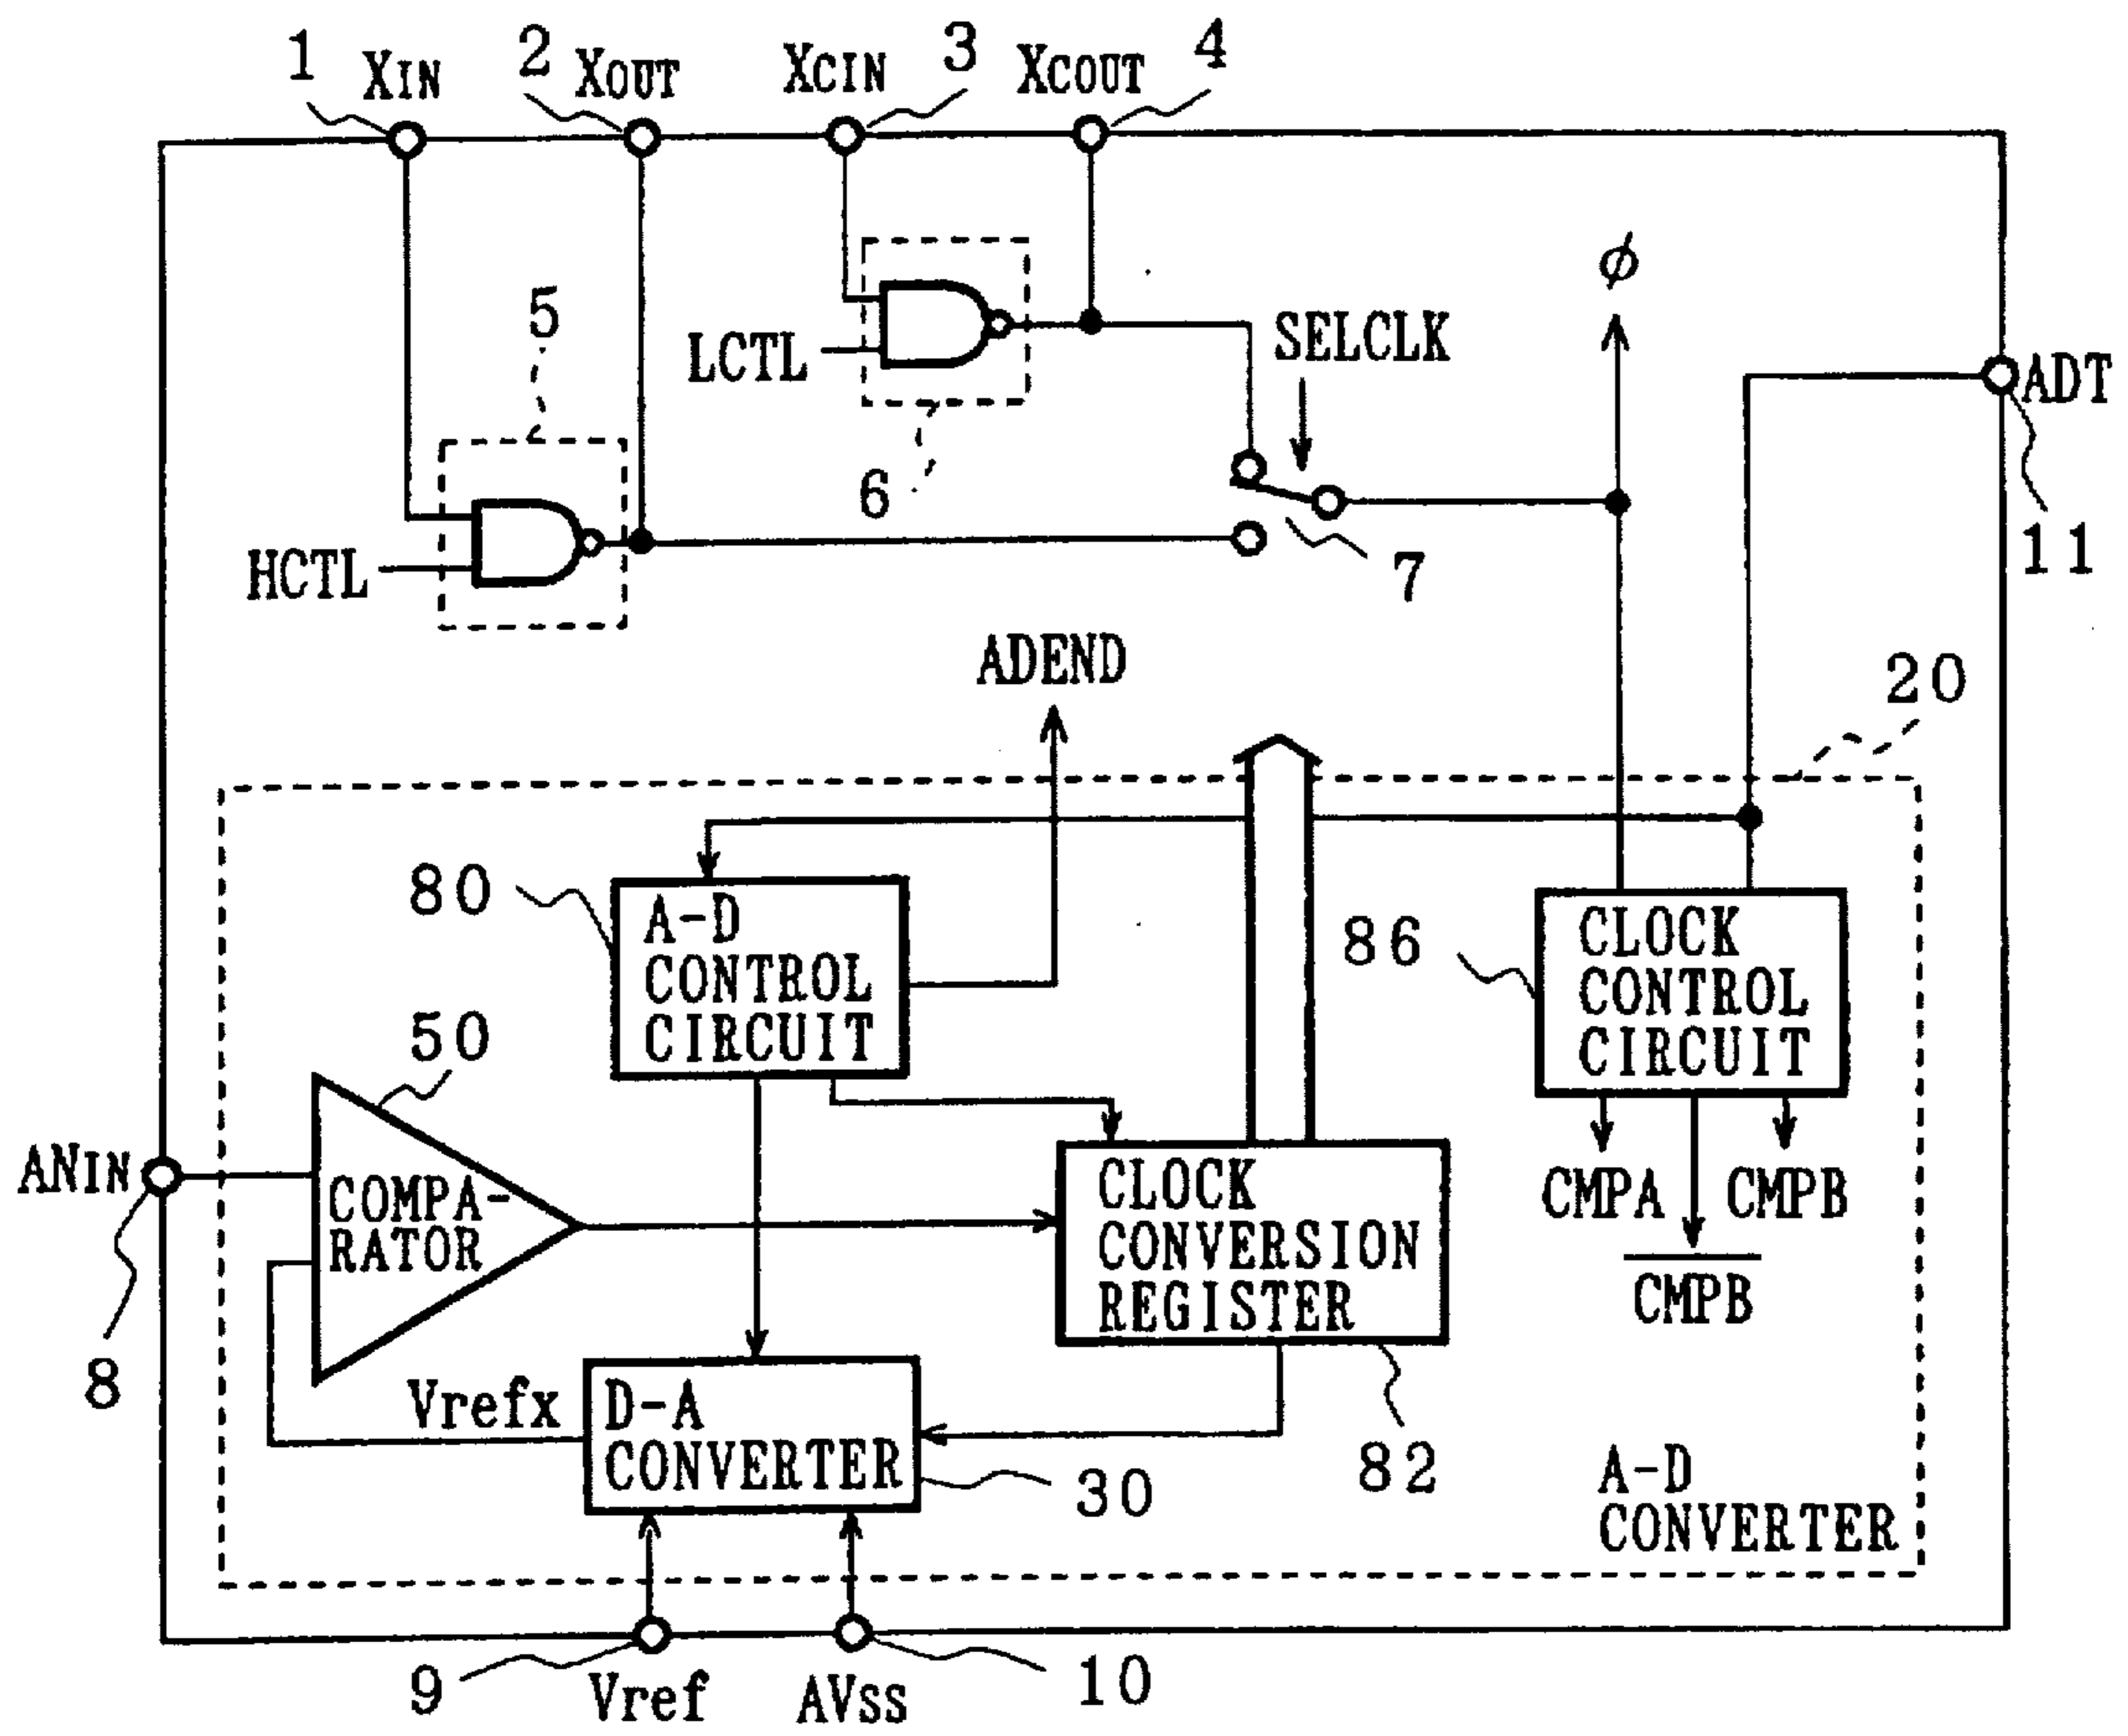 1 XIN 2 XOUT XCIN 3 XCOUT 4
φ
5
LCTL
SELCLK
ADT
6
HCTL
7
11
ADEND
20
80
A-D
CONTROL
CIRCUIT
86
CLOCK
CONTROL
CIRCUIT
50
ANIN
COMPA-
RATOR
CLOCK
CONVERSION
REGISTER
CMPA
CMPB
CMPB
8
Vrefx
D-A
CONVERTER
30
82
A-D
CONVERTER
9
Vref
AVss
10